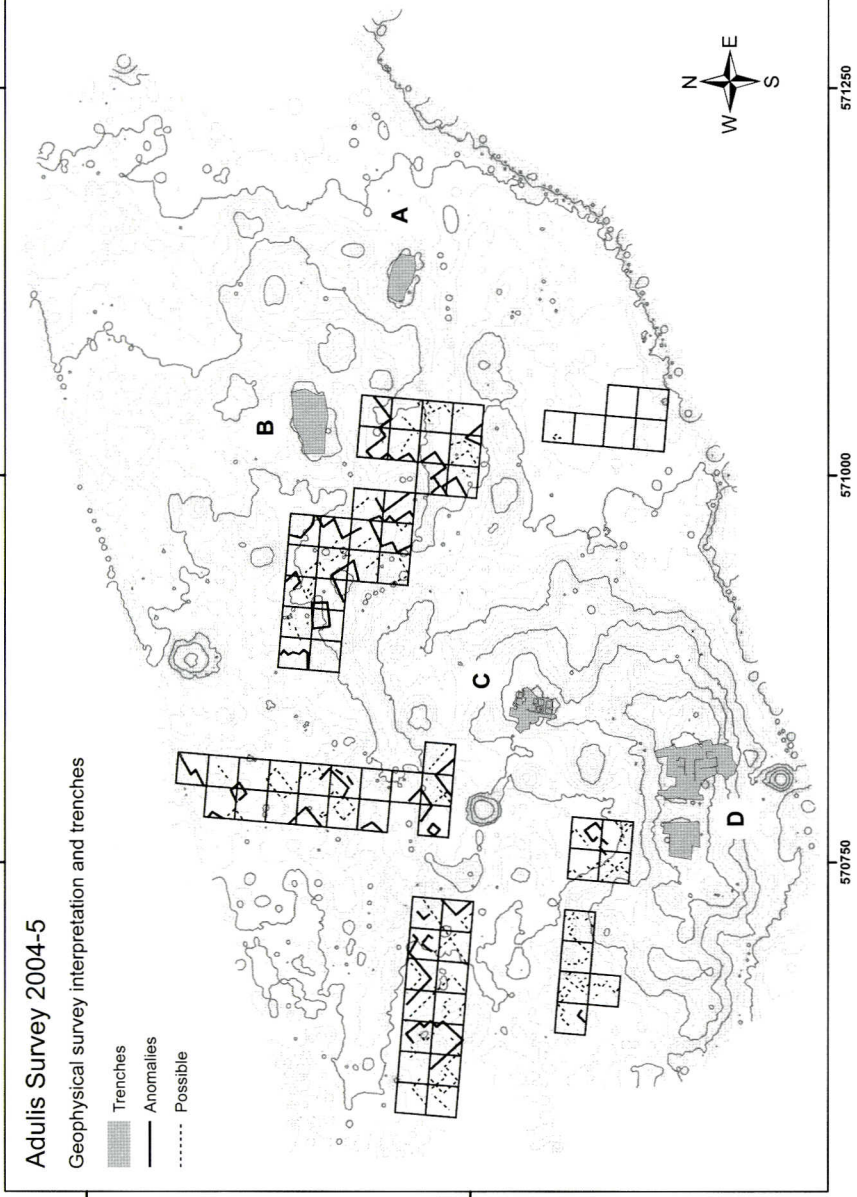 Adulis Survey 2004-5
Geophysical survey interpretation and trenches
Trenches
Anomalies
Possible
A
B
C
D
N
W E
S
570750
571000
571250